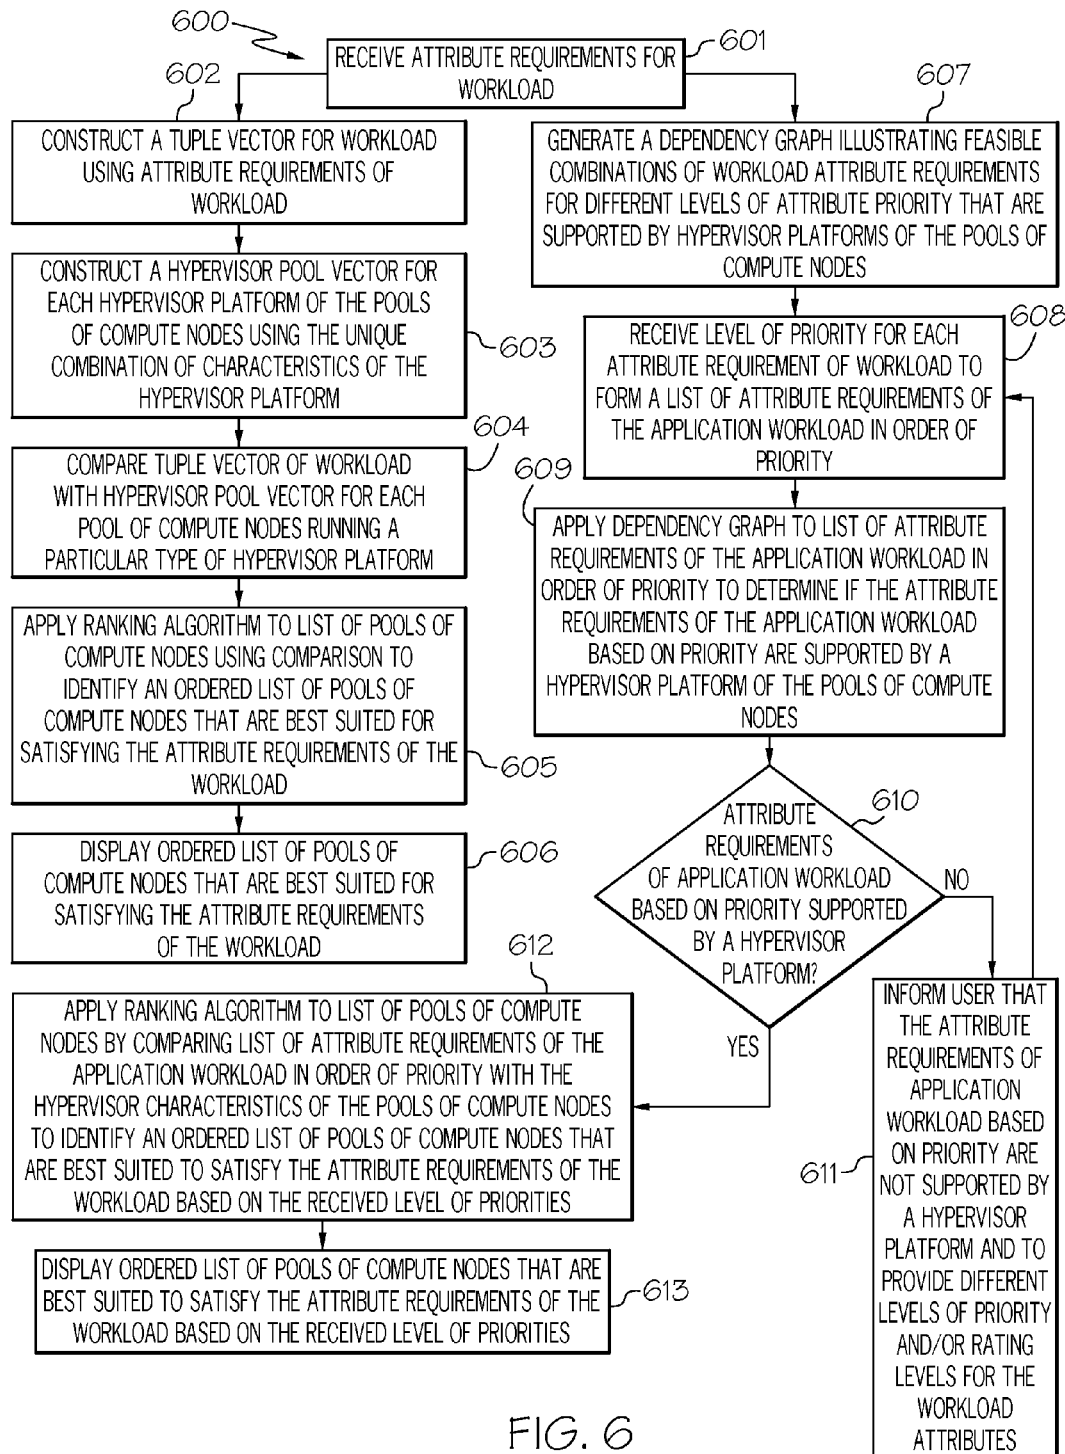 600
601
RECEIVE ATTRIBUTE REQUIREMENTS FOR
WORKLOAD
602
CONSTRUCT A TUPLE VECTOR FOR WORKLOAD
USING ATTRIBUTE REQUIREMENTS OF
WORKLOAD
CONSTRUCT A HYPERVISOR POOL VECTOR FOR
EACH HYPERVISOR PLATFORM OF THE POOLS
OF COMPUTE NODES USING THE UNIQUE
COMBINATION OF CHARACTERISTICS OF THE
HYPERVISOR PLATFORM
603
604
COMPARE TUPLE VECTOR OF WORKLOAD
WITH HYPERVISOR POOL VECTOR FOR EACH
POOL OF COMPUTE NODES RUNNING A
PARTICULAR TYPE OF HYPERVISOR PLATFORM
APPLY RANKING ALGORITHM TO LIST OF POOLS OF
COMPUTE NODES USING COMPARISON TO
IDENTIFY AN ORDERED LIST OF POOLS OF
COMPUTE NODES THAT ARE BEST SUITED FOR
SATISFYING THE ATTRIBUTE REQUIREMENTS OF THE
WORKLOAD
605
DISPLAY ORDERED LIST OF POOLS OF
COMPUTE NODES THAT ARE BEST SUITED FOR
SATISFYING THE ATTRIBUTE REQUIREMENTS
OF THE WORKLOAD
606
607
GENERATE A DEPENDENCY GRAPH ILLUSTRATING FEASIBLE
COMBINATIONS OF WORKLOAD ATTRIBUTE REQUIREMENTS
FOR DIFFERENT LEVELS OF ATTRIBUTE PRIORITY THAT ARE
SUPPORTED BY HYPERVISOR PLATFORMS OF THE POOLS OF
COMPUTE NODES
608
RECEIVE LEVEL OF PRIORITY FOR EACH
ATTRIBUTE REQUIREMENT OF WORKLOAD TO
FORM A LIST OF ATTRIBUTE REQUIREMENTS OF
THE APPLICATION WORKLOAD IN ORDER OF
PRIORITY
609
APPLY DEPENDENCY GRAPH TO LIST OF ATTRIBUTE
REQUIREMENTS OF THE APPLICATION WORKLOAD IN
ORDER OF PRIORITY TO DETERMINE IF THE ATTRIBUTE
REQUIREMENTS OF THE APPLICATION WORKLOAD
BASED ON PRIORITY ARE SUPPORTED BY A
HYPERVISOR PLATFORM OF THE POOLS OF COMPUTE
NODES
610
ATTRIBUTE
REQUIREMENTS
OF APPLICATION WORKLOAD
BASED ON PRIORITY SUPPORTED
BY A HYPERVISOR
PLATFORM?
NO
YES
611
INFORM USER THAT
THE ATTRIBUTE
REQUIREMENTS OF
APPLICATION
WORKLOAD BASED
ON PRIORITY ARE
NOT SUPPORTED BY
A HYPERVISOR
PLATFORM AND TO
PROVIDE DIFFERENT
LEVELS OF PRIORITY
AND/OR RATING
LEVELS FOR THE
WORKLOAD
ATTRIBUTES
612
APPLY RANKING ALGORITHM TO LIST OF POOLS OF COMPUTE
NODES BY COMPARING LIST OF ATTRIBUTE REQUIREMENTS OF THE
APPLICATION WORKLOAD IN ORDER OF PRIORITY WITH THE
HYPERVISOR CHARACTERISTICS OF THE POOLS OF COMPUTE NODES
TO IDENTIFY AN ORDERED LIST OF POOLS OF COMPUTE NODES THAT
ARE BEST SUITED TO SATISFY THE ATTRIBUTE REQUIREMENTS OF THE
WORKLOAD BASED ON THE RECEIVED LEVEL OF PRIORITIES
DISPLAY ORDERED LIST OF POOLS OF COMPUTE NODES THAT ARE
BEST SUITED TO SATISFY THE ATTRIBUTE REQUIREMENTS OF THE
WORKLOAD BASED ON THE RECEIVED LEVEL OF PRIORITIES
613
FIG. 6